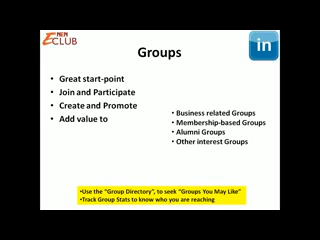 ENEN
CLUB
in
Groups
• Great start-point
• Join and Participate
• Create and Promote
• Add value to
• Business related Groups
• Membership-based Groups
• Alumni Groups
• Other interest Groups
•Use the “Group Directory”, to seek “Groups You May Like”
•Track Group Stats to know who you are reaching